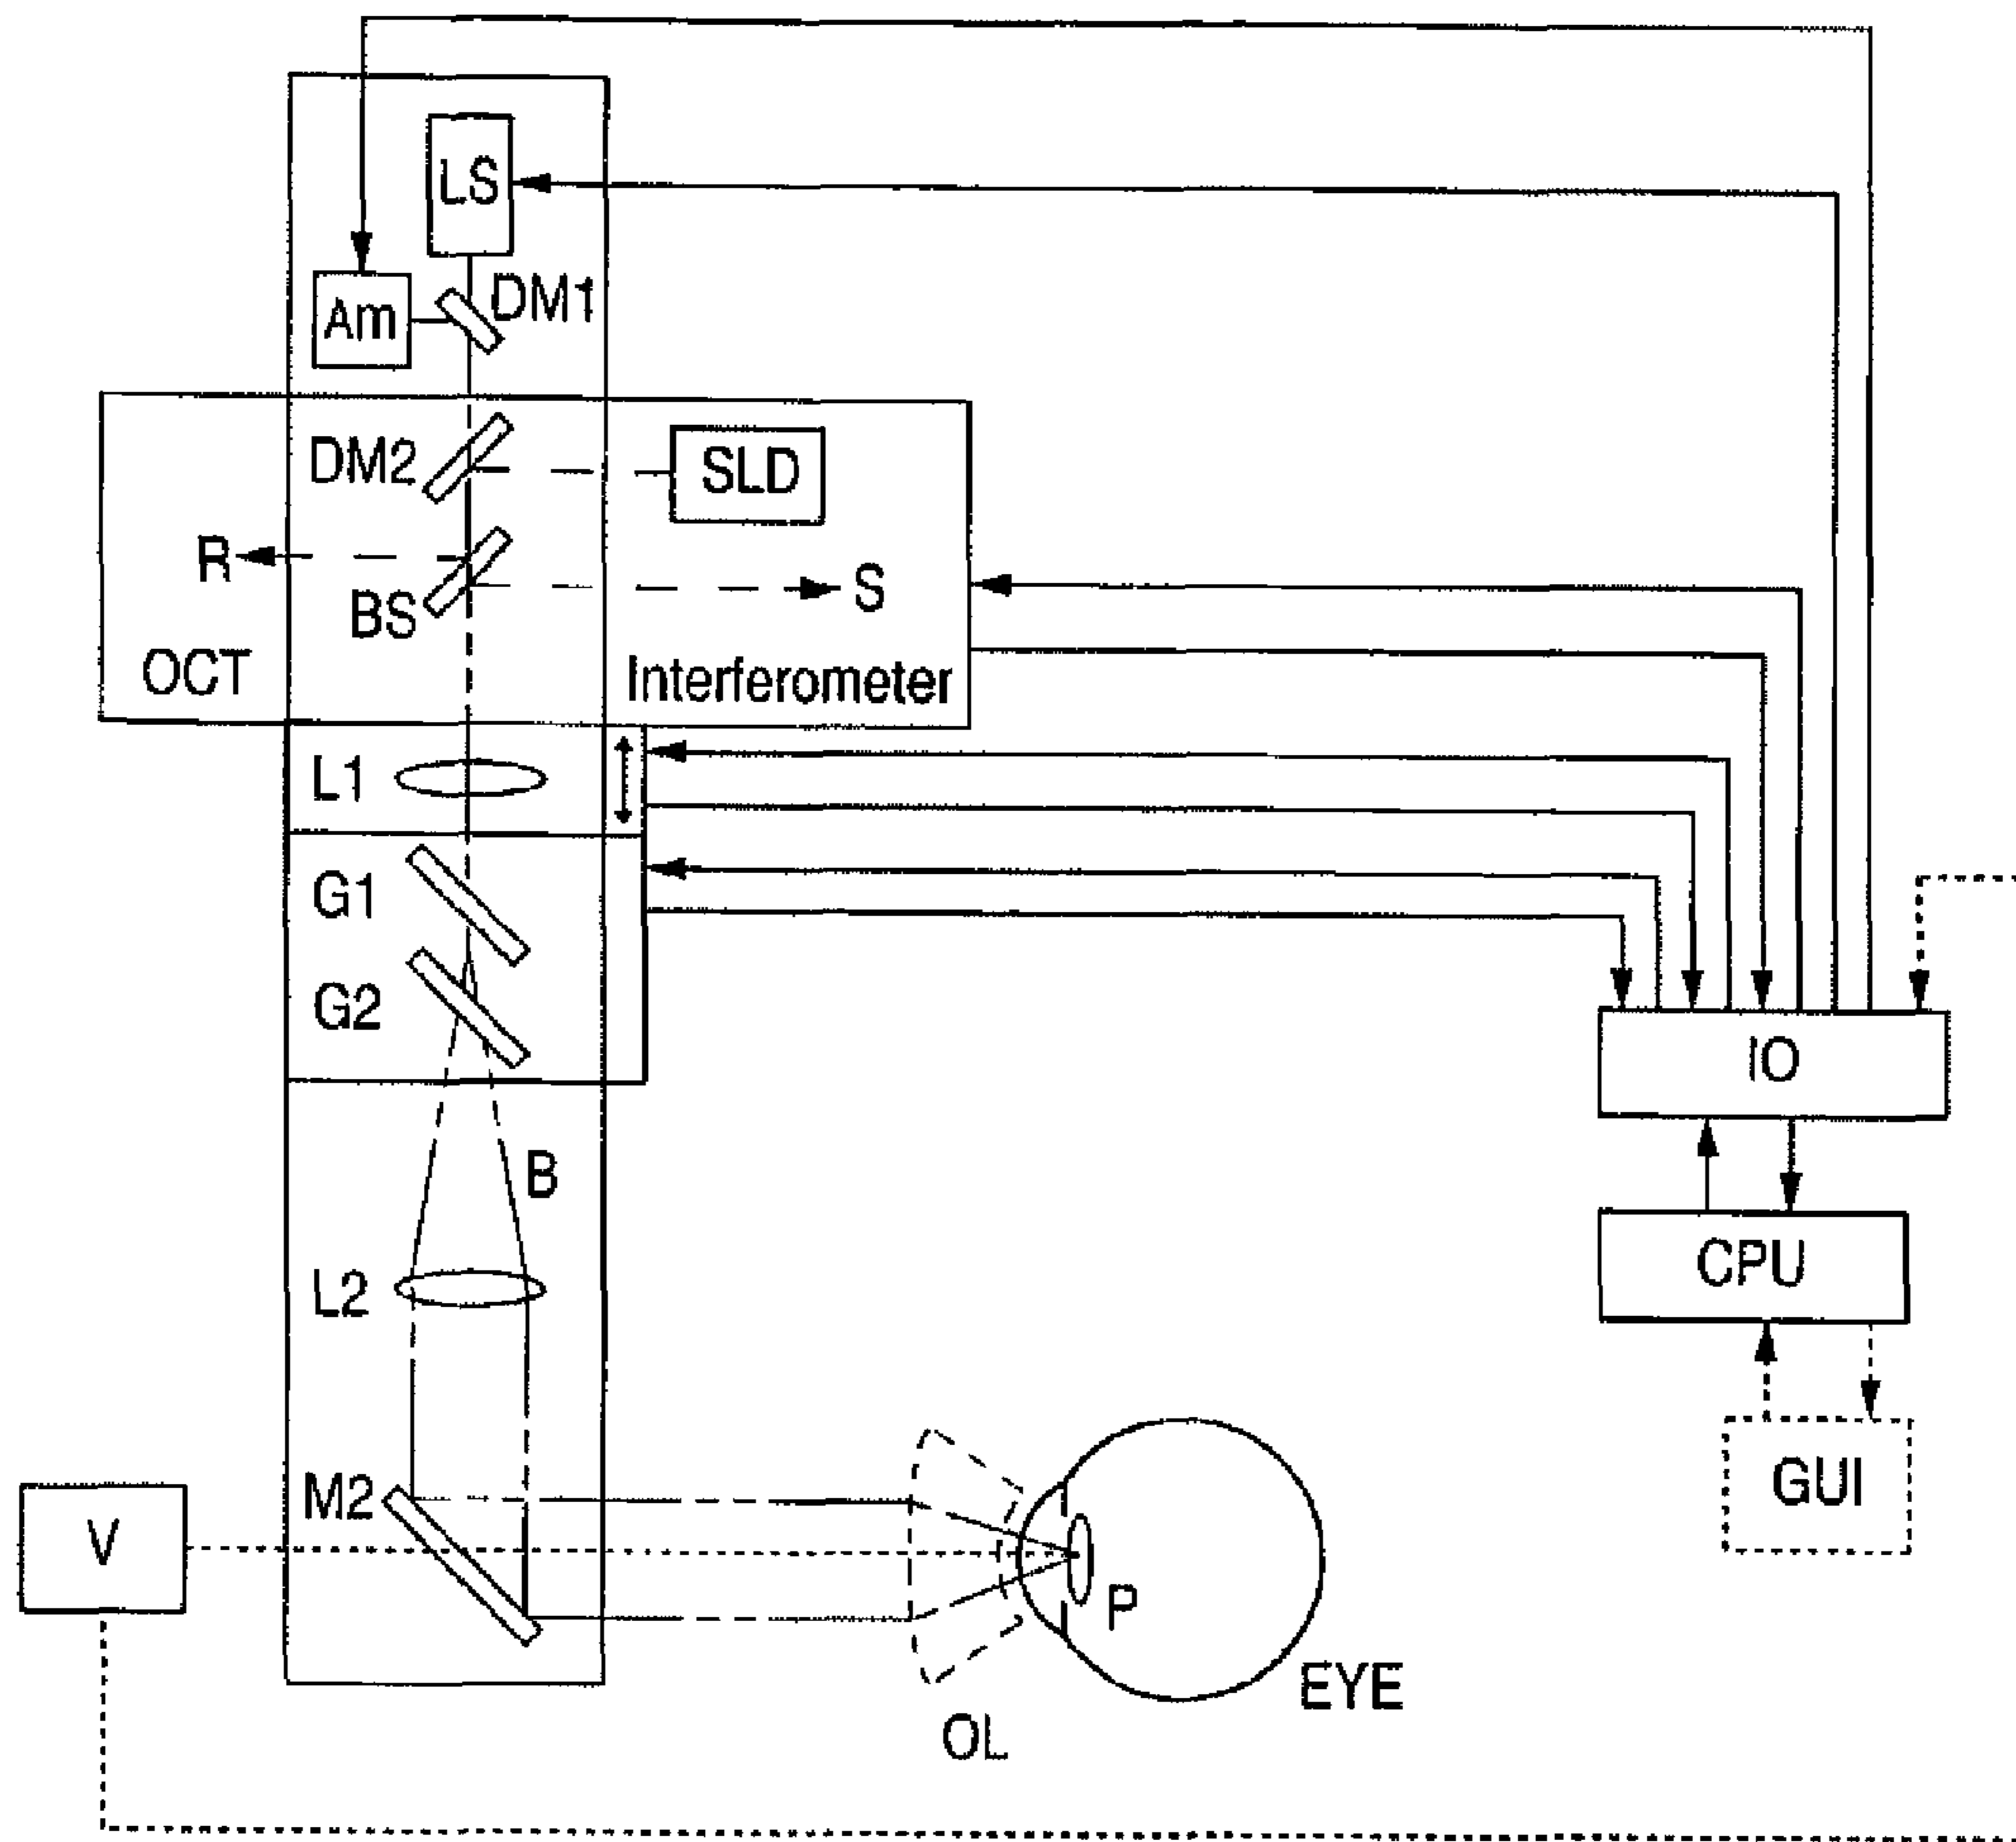 LS
Am
DM1
DM2
SLD
R
BS
S
OCT
Interferometer
L1
G1
G2
IO
B
CPU
L2
GUI
M2
V
P
EYE
OL